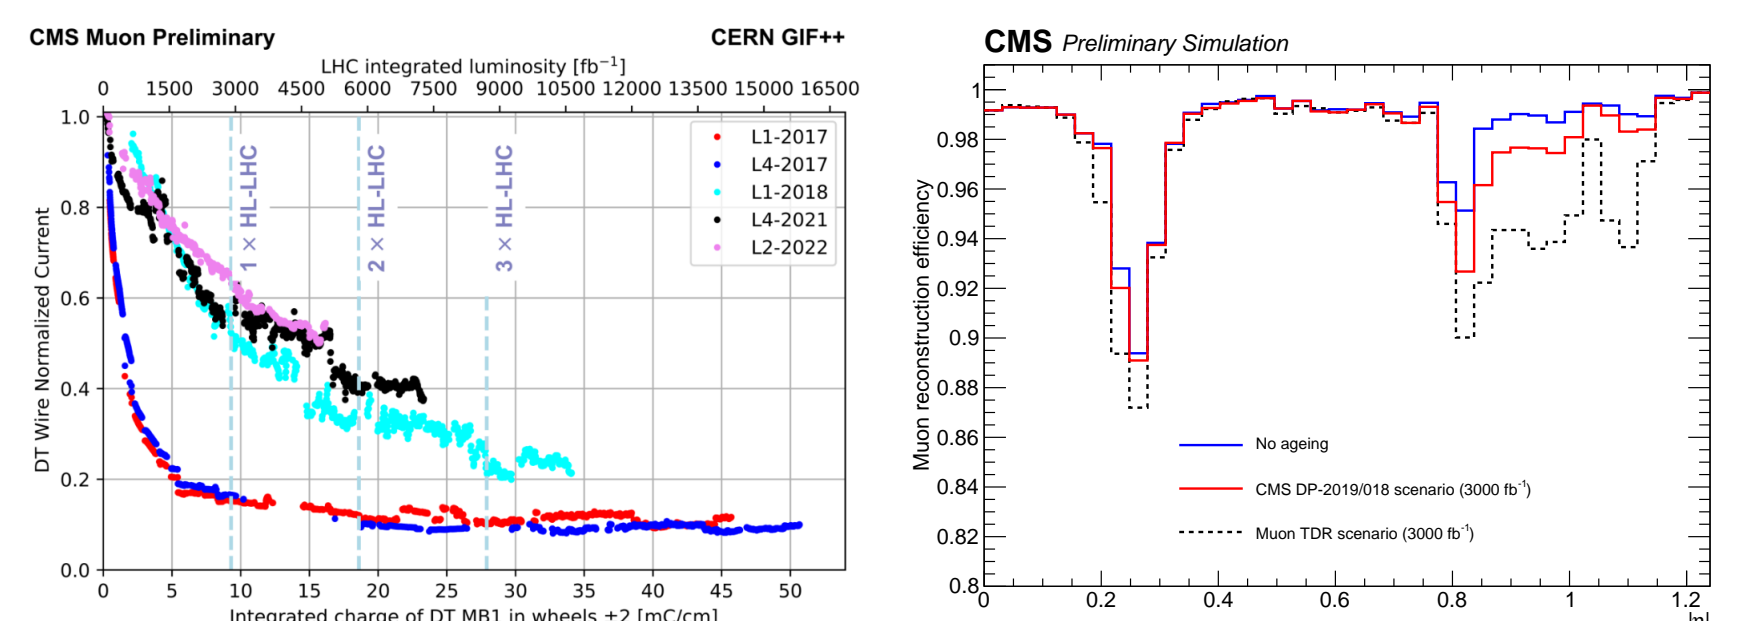 CMS Muon Preliminary CERN GIF++
LHC integrated luminosity [fb⁻¹]
0 1500 3000 4500 6000 7500 9000 10500 12000 13500 15000 16500
DT Wire Normalized Current
1.0
0.8
0.6
0.4
0.2
0.0
1 × HL-LHC
2 × HL-LHC
3 × HL-LHC
L1-2017
L4-2017
L1-2018
L4-2021
L2-2022
0 5 10 15 20 25 30 35 40 45 50
Integrated charge of DT MB1 in wheels ±2 [mC/cm]
CMS Preliminary Simulation
Muon reconstruction efficiency
1
0.98
0.96
0.94
0.92
0.9
0.88
0.86
0.84
0.82
0.8
No ageing
CMS DP-2019/018 scenario (3000 fb⁻¹)
Muon TDR scenario (3000 fb⁻¹)
0 0.2 0.4 0.6 0.8 1 1.2
|η|